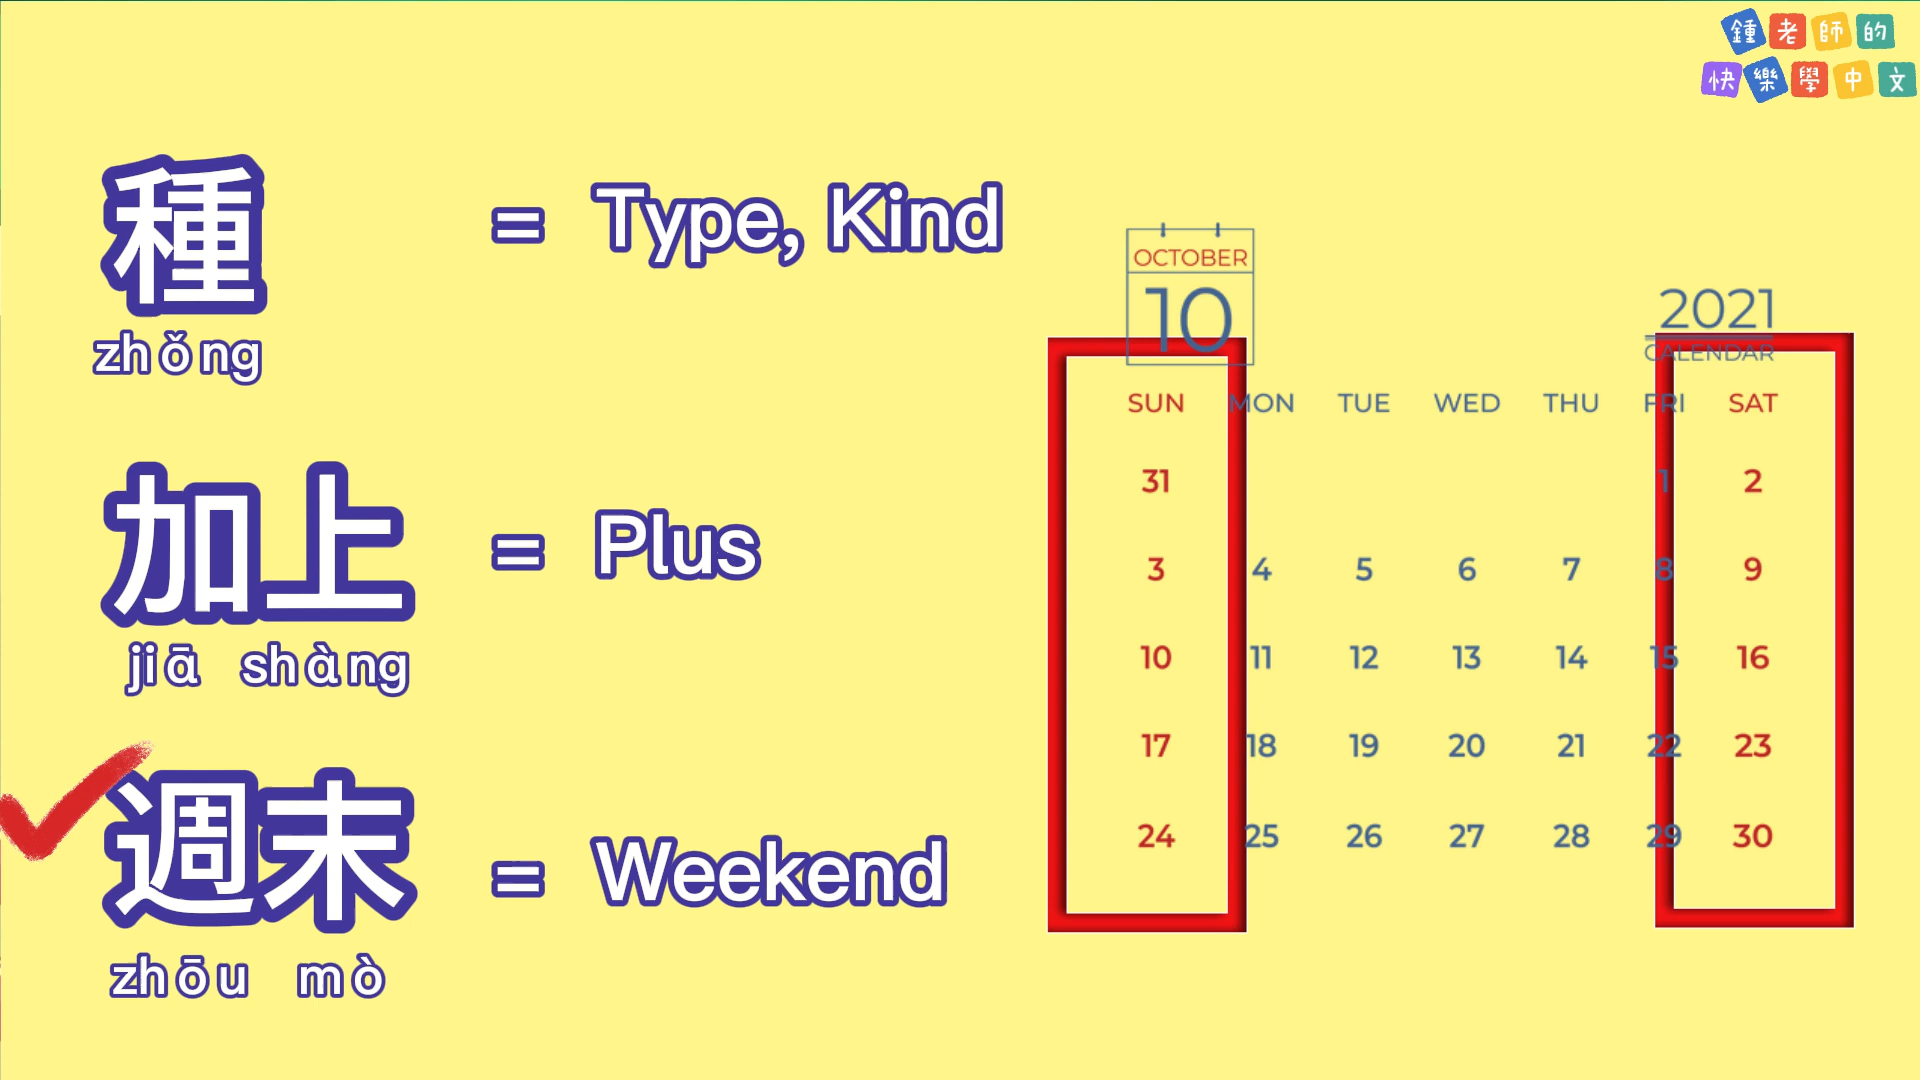 鍾老師的
快樂學中文
種 = Type, Kind
zhǒng
加上 = Plus
jiā shàng
週末 = Weekend
zhōu mò
OCTOBER
10
2021
CALENDAR
SUN MON TUE WED THU FRI SAT
31 1 2
3 4 5 6 7 8 9
10 11 12 13 14 15 16
17 18 19 20 21 22 23
24 25 26 27 28 29 30